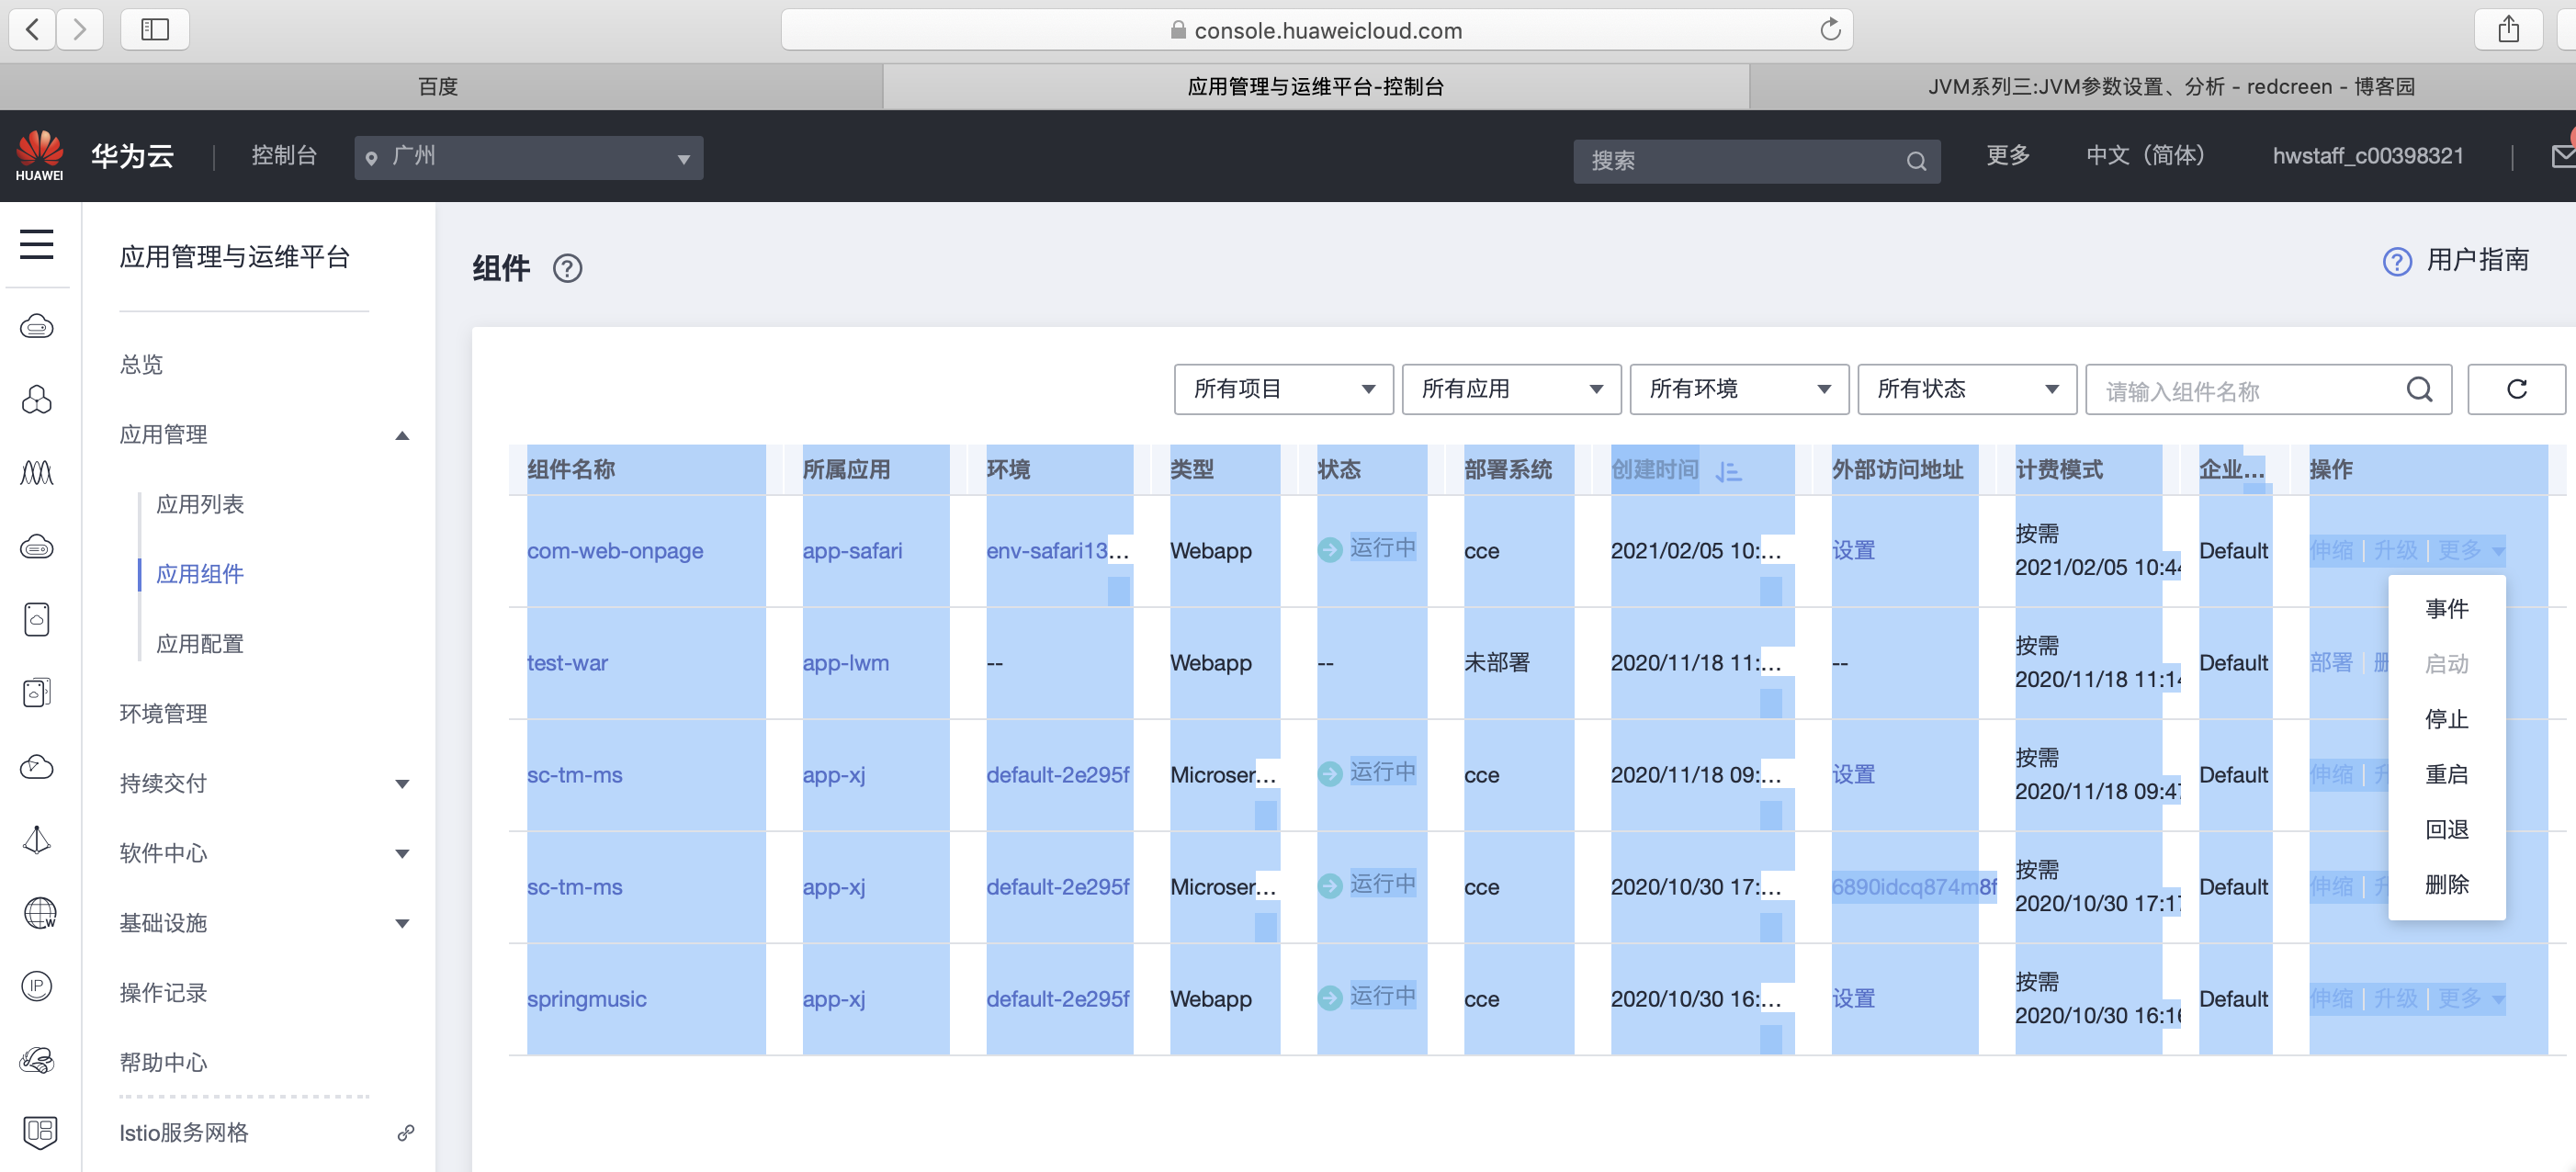 console.huaweicloud.com
百度
应用管理与运维平台-控制台
JVM系列三:JVM参数设置、分析 - redcreen - 博客园
HUAWEI
华为云
控制台
广州
搜索
更多
中文（简体）
hwstaff_c00398321
应用管理与运维平台
总览
应用管理
应用列表
应用组件
应用配置
环境管理
持续交付
软件中心
基础设施
操作记录
帮助中心
Istio服务网格
W
IP
组件
用户指南
所有项目 所有应用 所有环境 所有状态 请输入组件名称
组件名称 所属应用 环境 类型 状态 部署系统 创建时间 外部访问地址 计费模式 企业... 操作
com-web-onpage app-safari env-safari13... Webapp 运行中 cce 2021/02/05 10:... 设置 按需 Default 伸缩 升级 更多
2021/02/05 10:44
test-war app-lwm -- Webapp -- 未部署 2020/11/18 11:... -- 按需 Default 部署
2020/11/18 11:14
sc-tm-ms app-xj default-2e295f Microser... 运行中 cce 2020/11/18 09:... 设置 按需 Default 伸缩
2020/11/18 09:47
sc-tm-ms app-xj default-2e295f Microser... 运行中 cce 2020/10/30 17:... 6890idcq874m8f 按需 Default 伸缩
2020/10/30 17:17
springmusic app-xj default-2e295f Webapp 运行中 cce 2020/10/30 16:... 设置 按需 Default 伸缩 升级 更多
2020/10/30 16:16
事件
启动
停止
重启
回退
删除